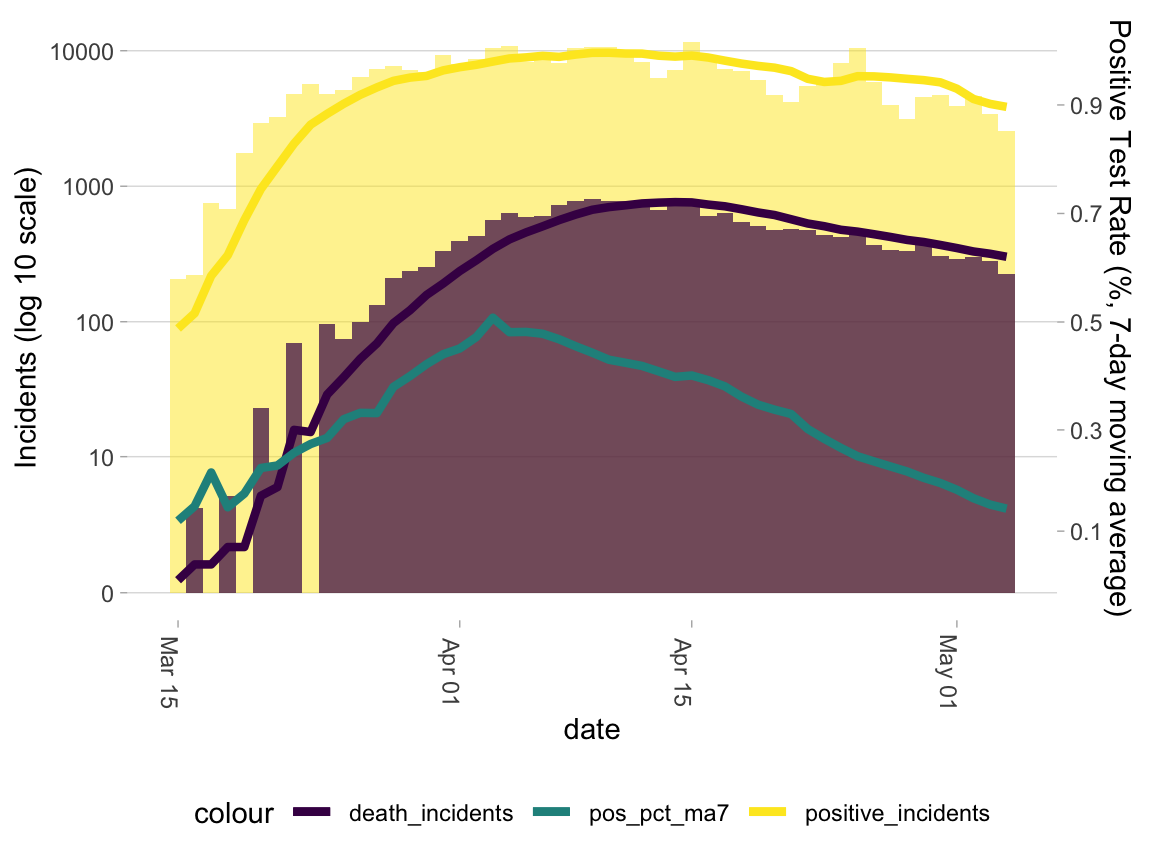 Incidents (log 10 scale)
10000
1000
100
10
0
Positive Test Rate (%, 7-day moving average)
0.9
0.7
0.5
0.3
0.1
Mar 15
Apr 01
Apr 15
May 01
date
colour
death_incidents
pos_pct_ma7
positive_incidents